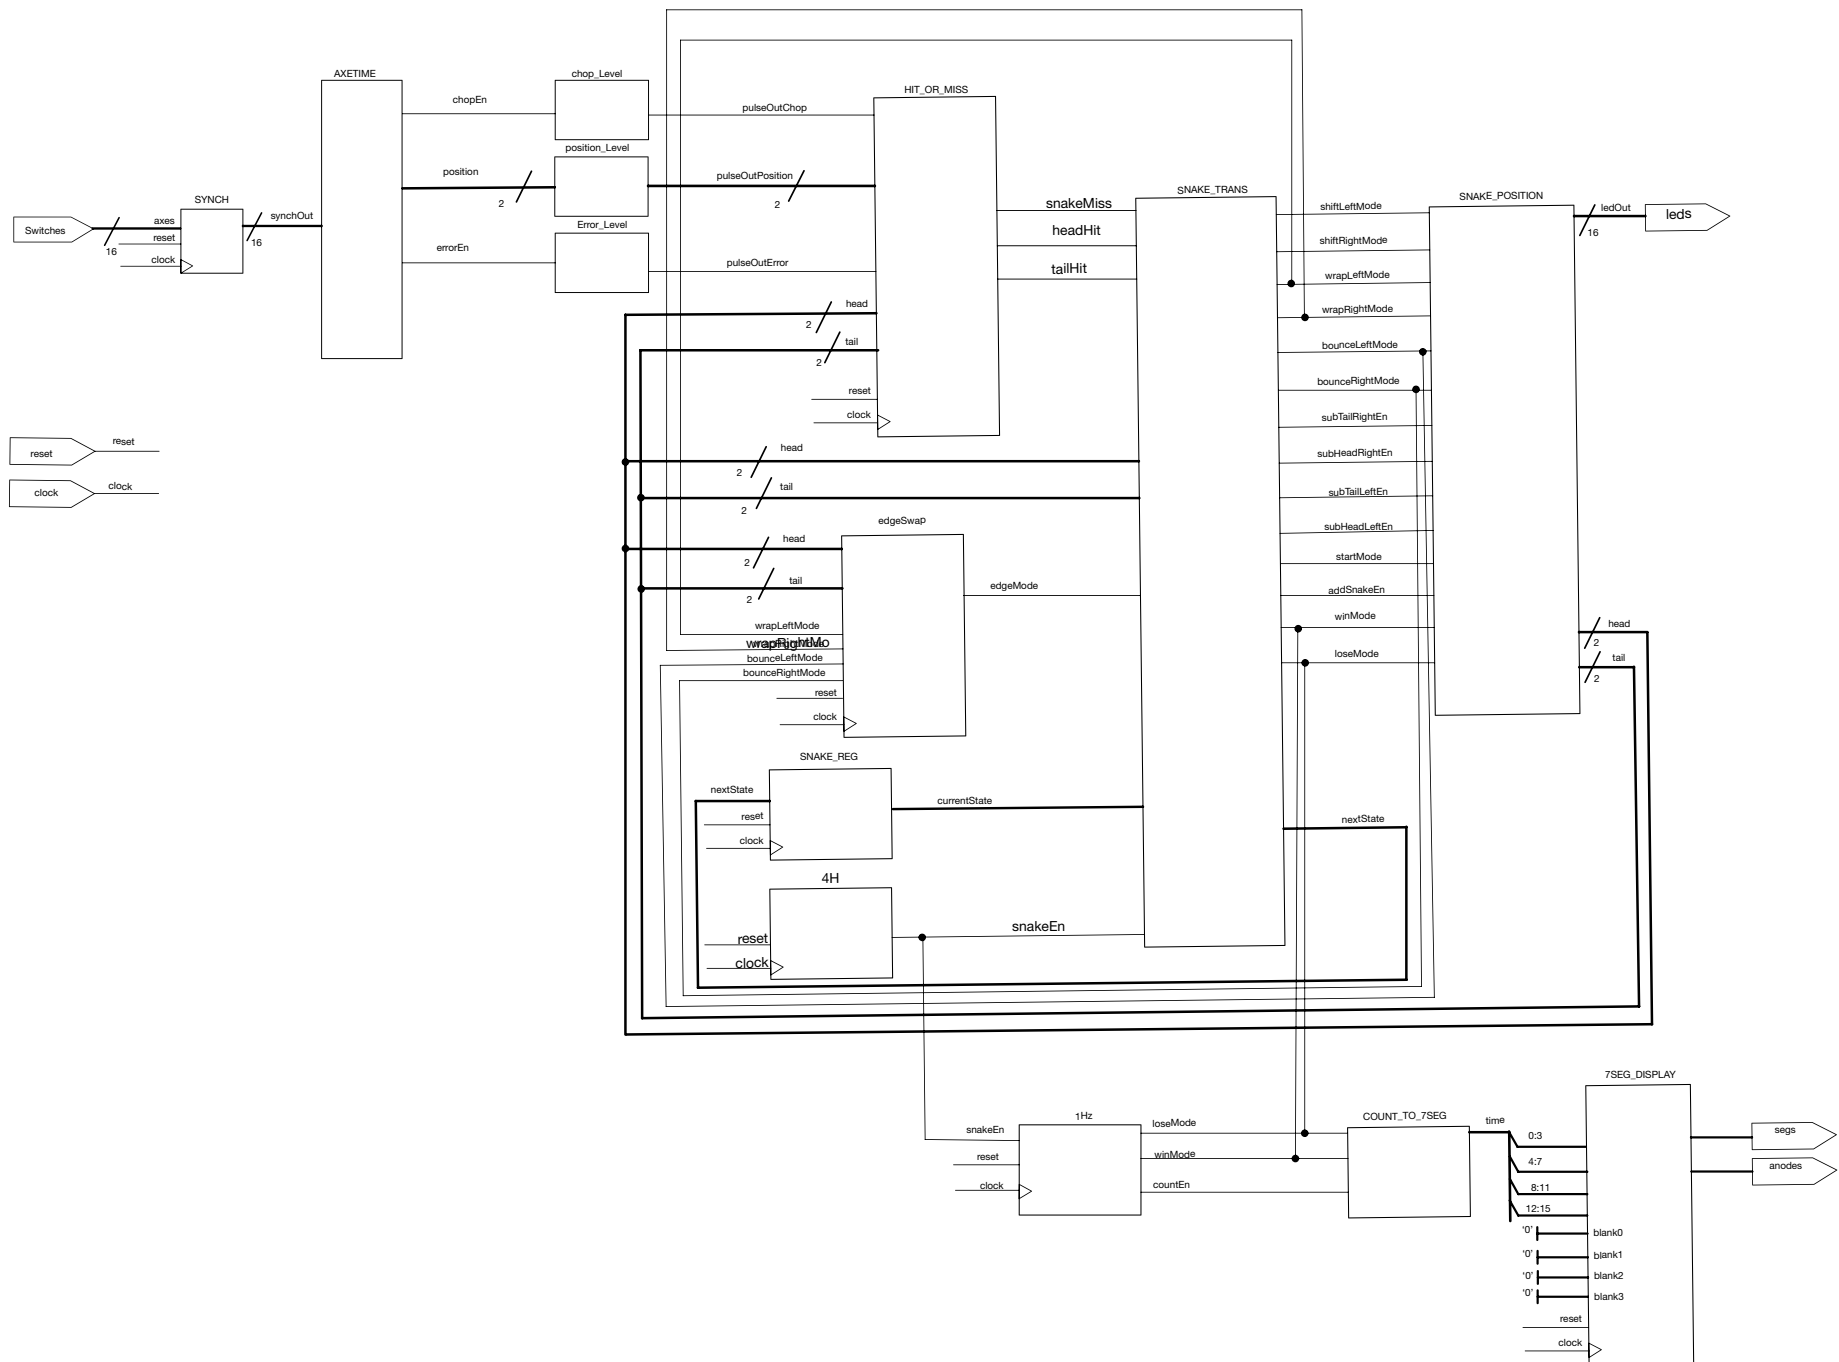 AXETIME
chop_Level
HIT_OR_MISS
chopEn
pulseOutChop
position_Level
position
2
pulseOutPosition
2
SYNCH
Switches
16
axes
reset
clock
16
synchOut
Error_Level
errorEn
pulseOutError
head
2
tail
2
reset
clock
snakeMiss
headHit
tailHit
SNAKE_TRANS
SNAKE_POSITION
shiftLeftMode
shiftRightMode
wrapLeftMode
wrapRightMode
bounceLeftMode
bounceRightMode
subTailRightEn
subHeadRightEn
subTailLeftEn
subHeadLeftEn
startMode
addSnakeEn
winMode
loseMode
ledOut
16
leds
head
2
tail
2
reset
reset
clock
clock
head
2
tail
2
edgeSwap
head
2
tail
2
edgeMode
wrapLeftMode
wrapRightMo
bounceLeftMode
bounceRightMode
reset
clock
SNAKE_REG
nextState
reset
clock
currentState
nextState
4H
reset
clock
snakeEn
1Hz
snakeEn
reset
clock
loseMode
winMode
countEn
COUNT_TO_7SEG
time
7SEG_DISPLAY
0:3
4:7
8:11
12:15
'0'
blank0
'0'
blank1
'0'
blank2
'0'
blank3
reset
clock
segs
anodes